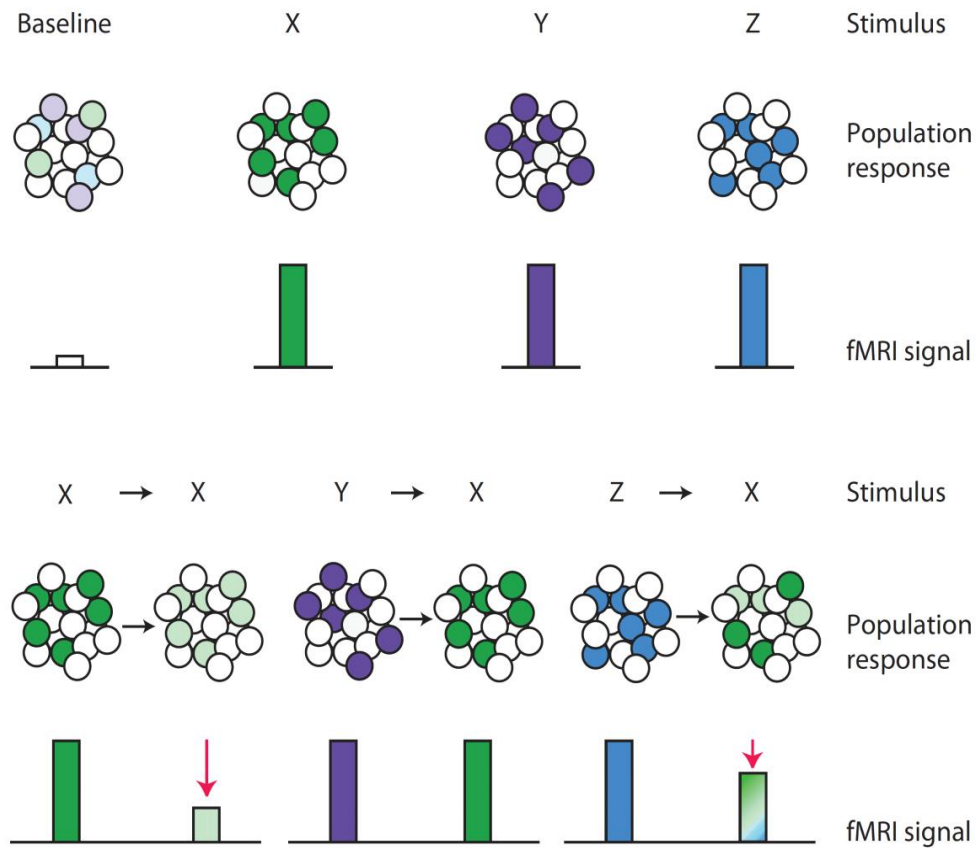 Baseline X Y Z Stimulus
Population
response
fMRI signal
X → X Y → X Z → X Stimulus
Population
response
fMRI signal